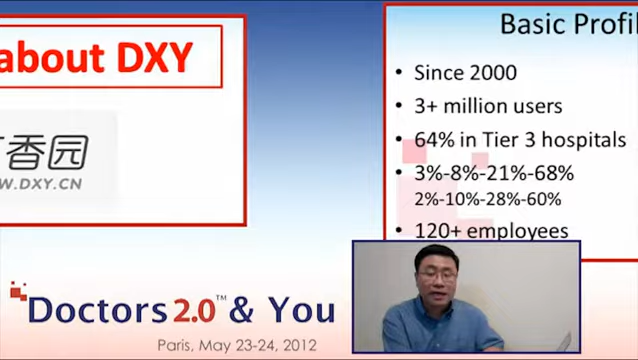 about DXY
香园
W.DXY.CN
Basic Profil
• Since 2000
• 3+ million users
• 64% in Tier 3 hospitals
• 3%-8%-21%-68%
2%-10%-28%-60%
• 120+ employees
Doctors 2.0™ & You
Paris, May 23-24, 2012